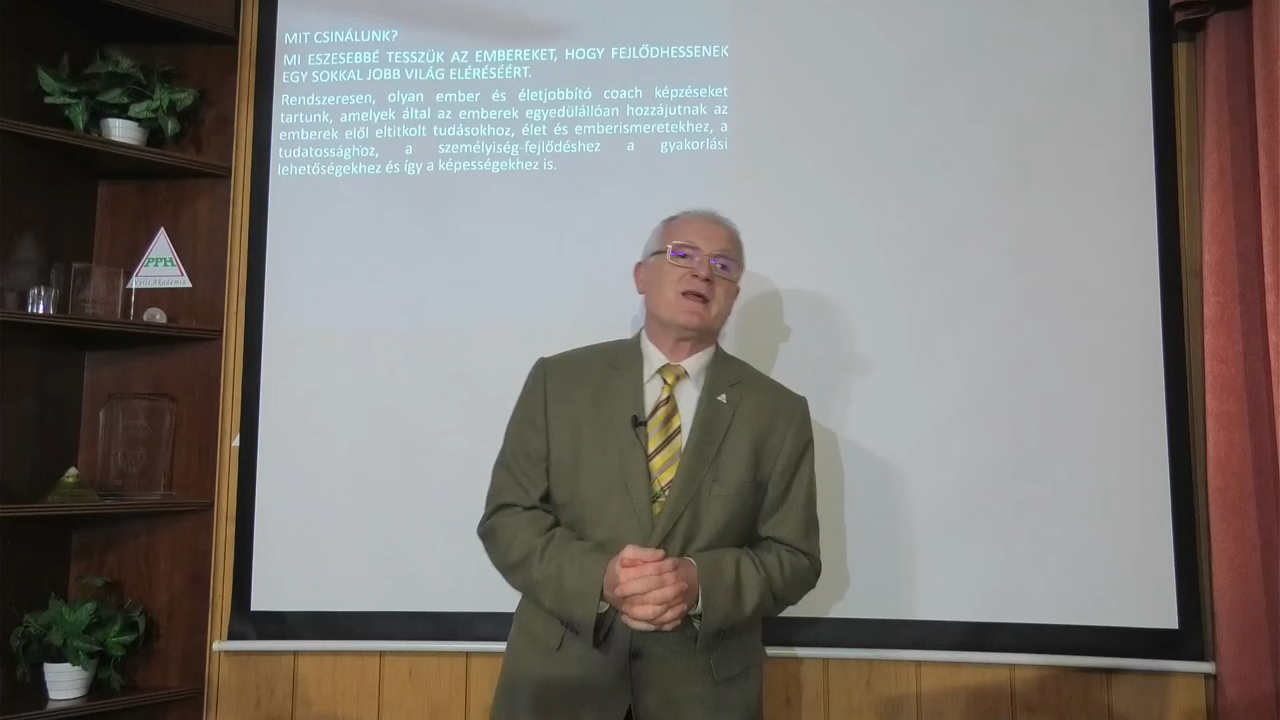 MIT CSINÁLUNK?
MI ESZESEBBÉ TESSZÜK AZ EMBEREKET, HOGY FEJLŐDHESSENEK
EGY SOKKAL JOBB VILÁG ELÉRÉSÉÉRT.
Rendszeresen, olyan ember és életjobbító coach képzéseket
tartunk, amelyek által az emberek egyedülállóan hozzájutnak az
emberek elől eltitkolt tudásokhoz, élet és emberismeretekhez, a
tudatossághoz, a személyiség-fejlődéshez a gyakorlási
lehetőségekhez és így a képességekhez is.
PPH
Nyílt Akadémia